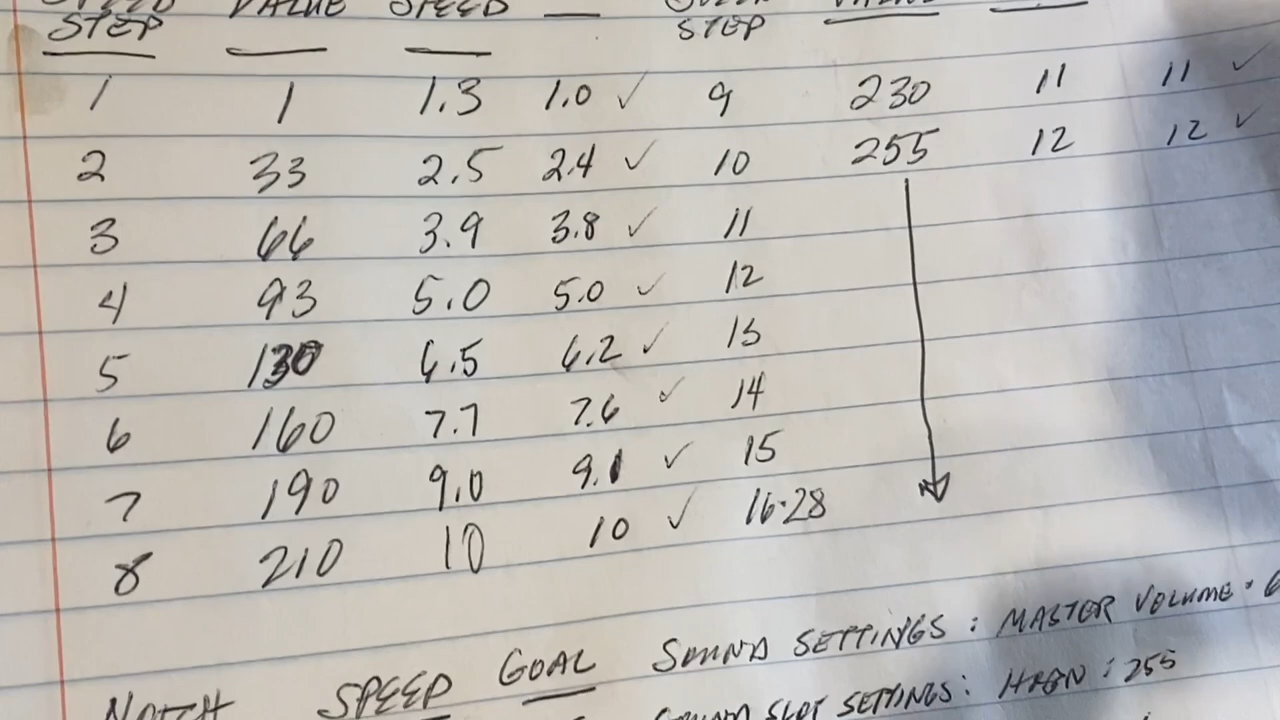 SPEED VALUE SPEED SPEED VALUE
STEP STEP
1 1 1.3 1.0 ✓ 9 230 11 11 ✓
2 33 2.5 2.4 ✓ 10 255 12 12 ✓
3 66 3.9 3.8 ✓ 11
4 93 5.0 5.0 ✓ 12
5 130 6.5 6.2 ✓ 13
6 160 7.7 7.6 ✓ 14
7 190 9.0 9.1 ✓ 15
8 210 10 10 ✓ 16-28
NOTCH SPEED GOAL SOUND SETTINGS: MASTER VOLUME
SOUND SLOT SETTINGS: HORN: 255